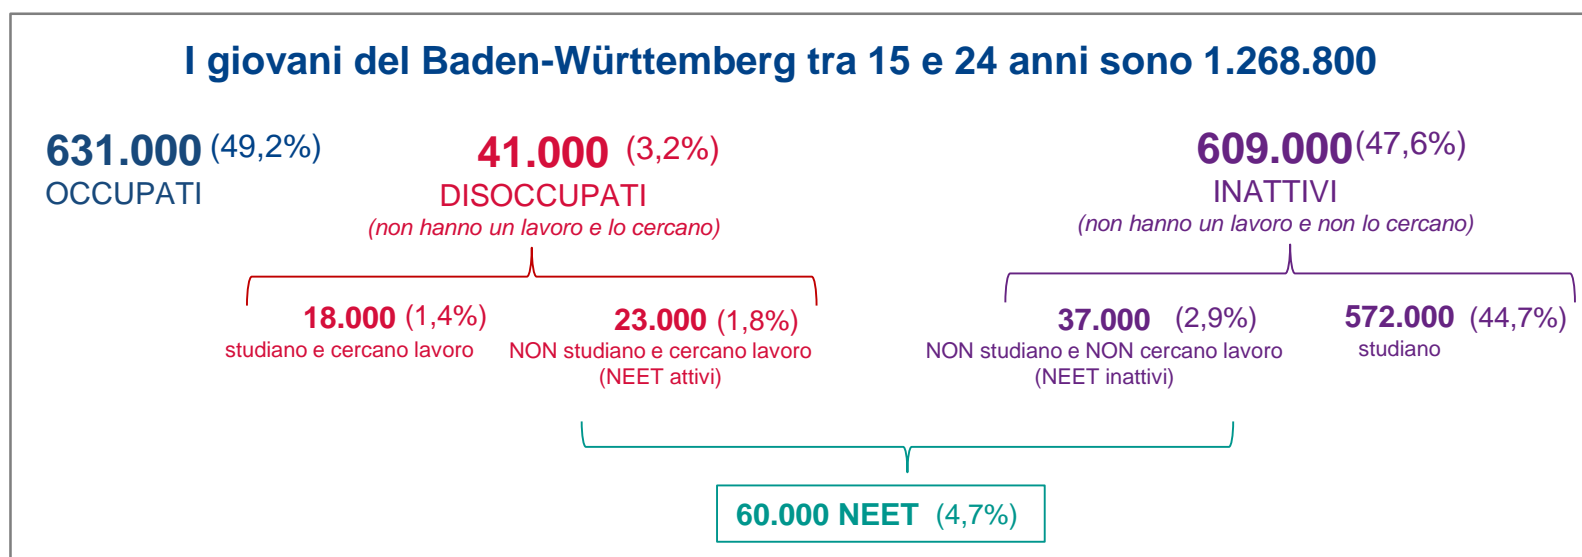 I giovani del Baden-Württemberg tra 15 e 24 anni sono 1.268.800
631.000 (49,2%)
OCCUPATI
41.000 (3,2%)
DISOCCUPATI
(non hanno un lavoro e lo cercano)
609.000 (47,6%)
INATTIVI
(non hanno un lavoro e non lo cercano)
18.000 (1,4%)
studiano e cercano lavoro
23.000 (1,8%)
NON studiano e cercano lavoro
(NEET attivi)
37.000 (2,9%)
NON studiano e NON cercano lavoro
(NEET inattivi)
572.000 (44,7%)
studiano
60.000 NEET (4,7%)